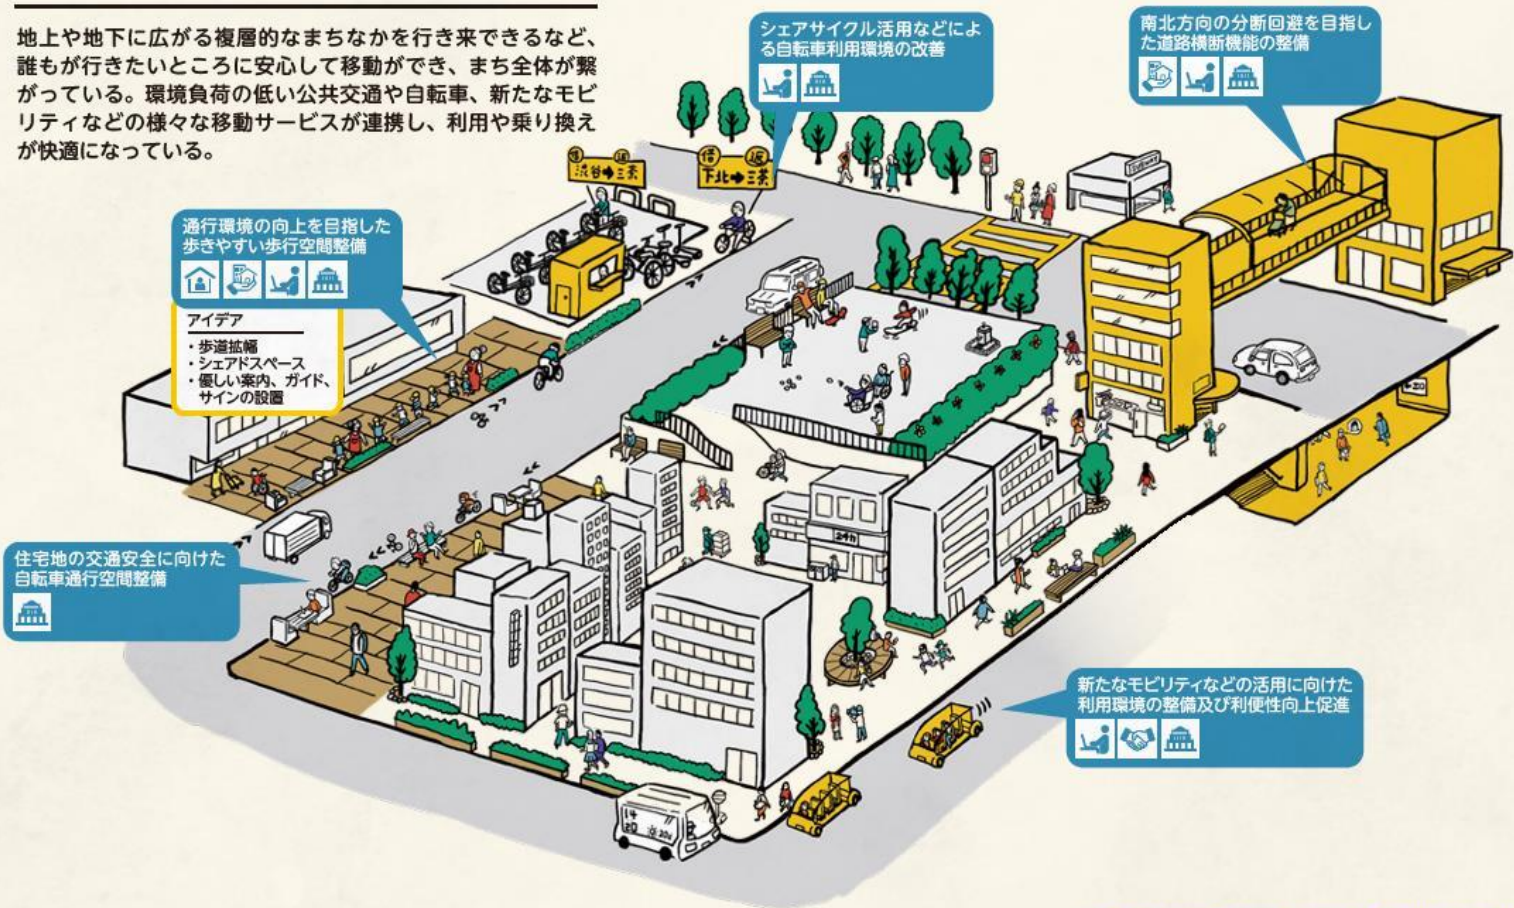 地上や地下に広がる複層的なまちなかを行き来できるなど、
誰もが行きたいところに安心して移動ができ、まち全体が繋
がっている。環境負荷の低い公共交通や自転車、新たなモビ
リティなどの様々な移動サービスが連携し、利用や乗り換え
が快適になっている。
シェアサイクル活用などによ
る自転車利用環境の改善
南北方向の分断回避を目指し
た道路横断機能の整備
借 返
渋谷➡三茶
借 返
下北➡三茶
SUBWAY
通行環境の向上を目指した
歩きやすい歩行空間整備
アイデア
・歩道拡幅
・シェアドスペース
・優しい案内、ガイド、
サインの設置
24h
住宅地の交通安全に向けた
自転車通行空間整備
新たなモビリティなどの活用に向けた
利用環境の整備及び利便性向上促進
14
20